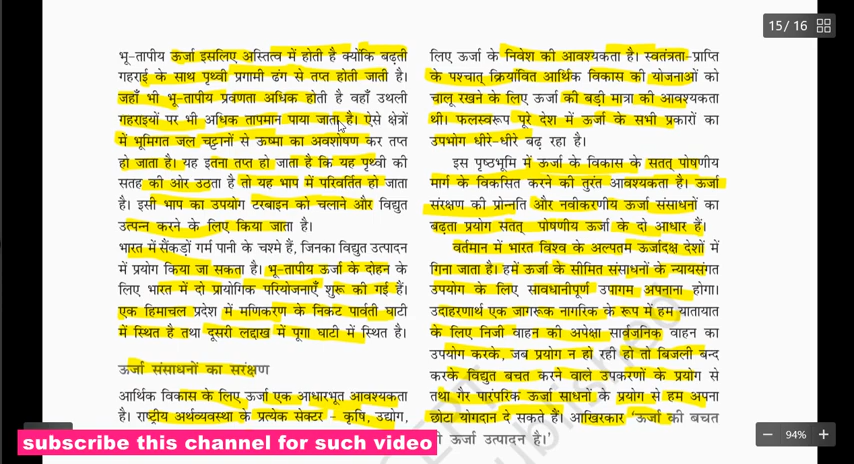 15 / 16
भू-तापीय ऊर्जा इसलिए अस्तित्व में होती है क्योंकि बढ़ती
गहराई के साथ पृथ्वी प्रगामी ढंग से तप्त होती जाती है।
जहाँ भी भू-तापीय प्रवणता अधिक होती है वहाँ उथली
गहराइयों पर भी अधिक तापमान पाया जाता है। ऐसे क्षेत्रों
में भूमिगत जल चट्टानों से ऊष्मा का अवशोषण कर तप्त
हो जाता है। यह इतना तप्त हो जाता है कि यह पृथ्वी की
सतह की ओर उठता है तो यह भाप में परिवर्तित हो जाता
है। इसी भाप का उपयोग टरबाइन को चलाने और विद्युत
उत्पन्न करने के लिए किया जाता है।
भारत में सैंकड़ों गर्म पानी के चश्मे हैं, जिनका विद्युत उत्पादन
में प्रयोग किया जा सकता है। भू-तापीय ऊर्जा के दोहन के
लिए भारत में दो प्रायोगिक परियोजनाएँ शुरू की गई हैं।
एक हिमाचल प्रदेश में मणिकरण के निकट पार्वती घाटी
में स्थित है तथा दूसरी लद्दाख में पूगा घाटी में स्थित है।
ऊर्जा संसाधनों का संरक्षण
आर्थिक विकास के लिए ऊर्जा एक आधारभूत आवश्यकता
है। राष्ट्रीय अर्थव्यवस्था के प्रत्येक सेक्टर - कृषि, उद्योग,
लिए ऊर्जा के निवेश की आवश्यकता है। स्वतंत्रता-प्राप्ति
के पश्चात् क्रियान्वित आर्थिक विकास की योजनाओं को
चालू रखने के लिए ऊर्जा की बड़ी मात्रा की आवश्यकता
थी। फलस्वरूप पूरे देश में ऊर्जा के सभी प्रकारों का
उपभोग धीरे-धीरे बढ़ रहा है।
इस पृष्ठभूमि में ऊर्जा के विकास के सतत् पोषणीय
मार्ग के विकसित करने की तुरंत आवश्यकता है। ऊर्जा
संरक्षण की प्रोन्नति और नवीकरणीय ऊर्जा संसाधनों का
बढ़ता प्रयोग सतत् पोषणीय ऊर्जा के दो आधार हैं।
वर्तमान में भारत विश्व के अल्पतम ऊर्जादक्ष देशों में
गिना जाता है। हमें ऊर्जा के सीमित संसाधनों के न्यायसंगत
उपयोग के लिए सावधानीपूर्ण उपागम अपनाना होगा।
उदाहरणार्थ एक जागरूक नागरिक के रूप में हम यातायात
के लिए निजी वाहन की अपेक्षा सार्वजनिक वाहन का
उपयोग करके, जब प्रयोग न हो रही हो तो बिजली बन्द
करके विद्युत बचत करने वाले उपकरणों के प्रयोग से
तथा गैर पारंपरिक ऊर्जा साधनों के प्रयोग से हम अपना
छोटा योगदान दे सकते हैं। आखिरकार 'ऊर्जा की बचत
ही ऊर्जा उत्पादन है।'
subscribe this channel for such video
94%